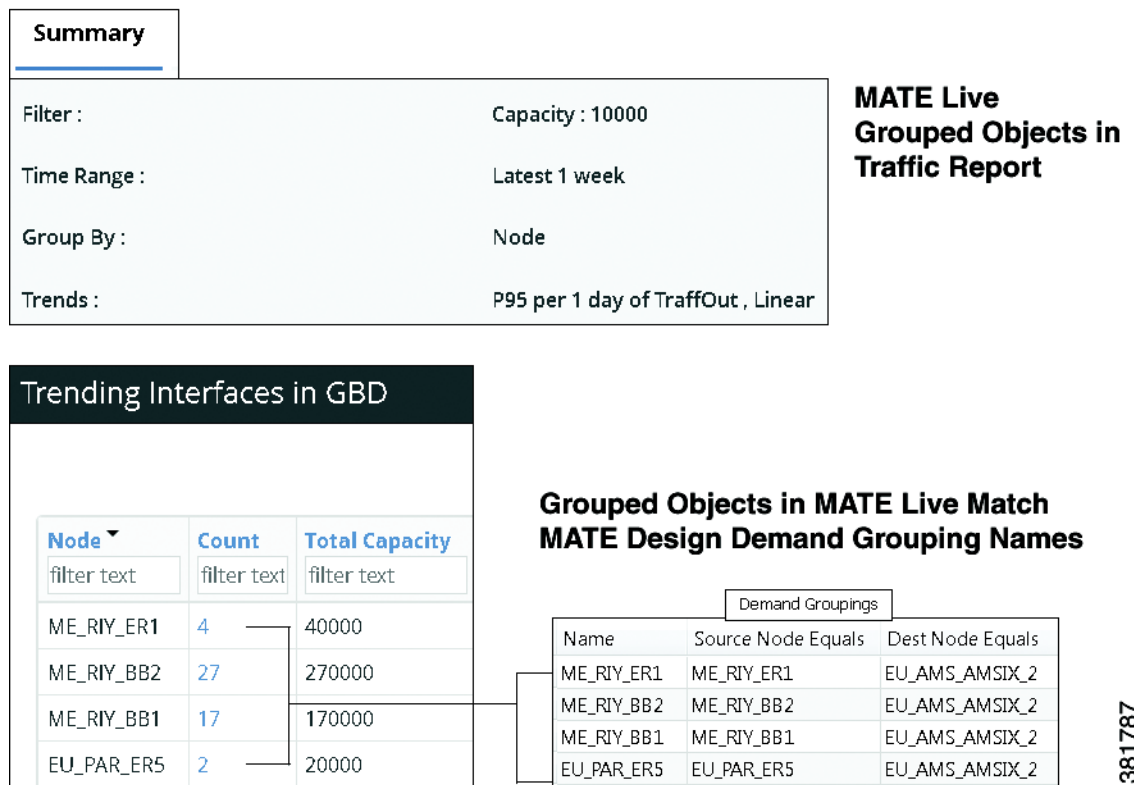 Summary
Filter :
Capacity : 10000
Time Range :
Latest 1 week
Group By :
Node
Trends :
P95 per 1 day of TraffOut , Linear
MATE Live
Grouped Objects in
Traffic Report
Trending Interfaces in GBD
Node Count Total Capacity
filter text filter text filter text
ME_RIY_ER1 4 40000
ME_RIY_BB2 27 270000
ME_RIY_BB1 17 170000
EU_PAR_ER5 2 20000
Grouped Objects in MATE Live Match
MATE Design Demand Grouping Names
Demand Groupings
Name Source Node Equals Dest Node Equals
ME_RIY_ER1 ME_RIY_ER1 EU_AMS_AMSIX_2
ME_RIY_BB2 ME_RIY_BB2 EU_AMS_AMSIX_2
ME_RIY_BB1 ME_RIY_BB1 EU_AMS_AMSIX_2
EU_PAR_ER5 EU_PAR_ER5 EU_AMS_AMSIX_2
381787